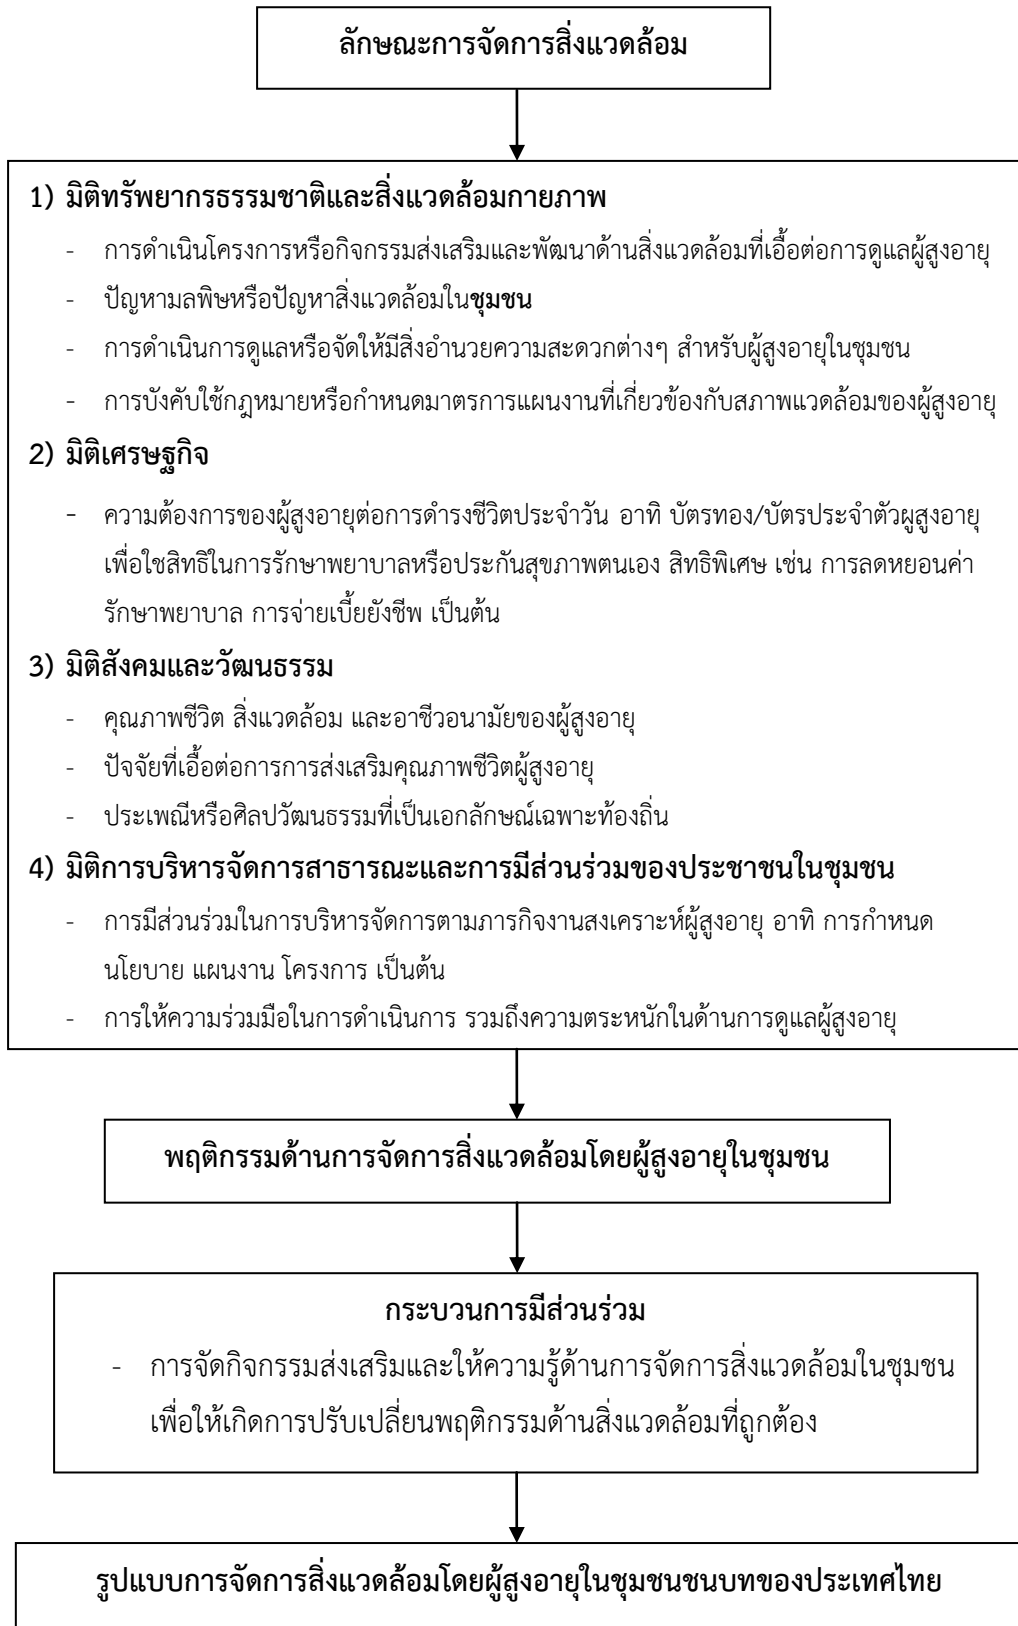 ลักษณะการจัดการสิ่งแวดล้อม
1) มิติทรัพยากรธรรมชาติและสิ่งแวดล้อมกายภาพ
- การดำเนินโครงการหรือกิจกรรมส่งเสริมและพัฒนาด้านสิ่งแวดล้อมที่เอื้อต่อการดูแลผู้สูงอายุ
- ปัญหามลพิษหรือปัญหาสิ่งแวดล้อมในชุมชน
- การดำเนินการดูแลหรือจัดให้มีสิ่งอำนวยความสะดวกต่างๆ สำหรับผู้สูงอายุในชุมชน
- การบังคับใช้กฎหมายหรือกำหนดมาตรการแผนงานที่เกี่ยวข้องกับสภาพแวดล้อมของผู้สูงอายุ
2) มิติเศรษฐกิจ
- ความต้องการของผู้สูงอายุต่อการดำรงชีวิตประจำวัน อาทิ บัตรทอง/บัตรประจำตัวผูสูงอายุ
เพื่อใชสิทธิในการรักษาพยาบาลหรือประกันสุขภาพตนเอง สิทธิพิเศษ เช่น การลดหยอนค่า
รักษาพยาบาล การจ่ายเบี้ยยังชีพ เป็นต้น
3) มิติสังคมและวัฒนธรรม
- คุณภาพชีวิต สิ่งแวดล้อม และอาชีวอนามัยของผู้สูงอายุ
- ปัจจัยที่เอื้อต่อการการส่งเสริมคุณภาพชีวิตผู้สูงอายุ
- ประเพณีหรือศิลปวัฒนธรรมที่เป็นเอกลักษณ์เฉพาะท้องถิ่น
4) มิติการบริหารจัดการสาธารณะและการมีส่วนร่วมของประชาชนในชุมชน
- การมีส่วนร่วมในการบริหารจัดการตามภารกิจงานสงเคราะห์ผู้สูงอายุ อาทิ การกำหนด
นโยบาย แผนงาน โครงการ เป็นต้น
- การให้ความร่วมมือในการดำเนินการ รวมถึงความตระหนักในด้านการดูแลผู้สูงอายุ
พฤติกรรมด้านการจัดการสิ่งแวดล้อมโดยผู้สูงอายุในชุมชน
กระบวนการมีส่วนร่วม
- การจัดกิจกรรมส่งเสริมและให้ความรู้ด้านการจัดการสิ่งแวดล้อมในชุมชน
เพื่อให้เกิดการปรับเปลี่ยนพฤติกรรมด้านสิ่งแวดล้อมที่ถูกต้อง
รูปแบบการจัดการสิ่งแวดล้อมโดยผู้สูงอายุในชุมชนชนบทของประเทศไทย